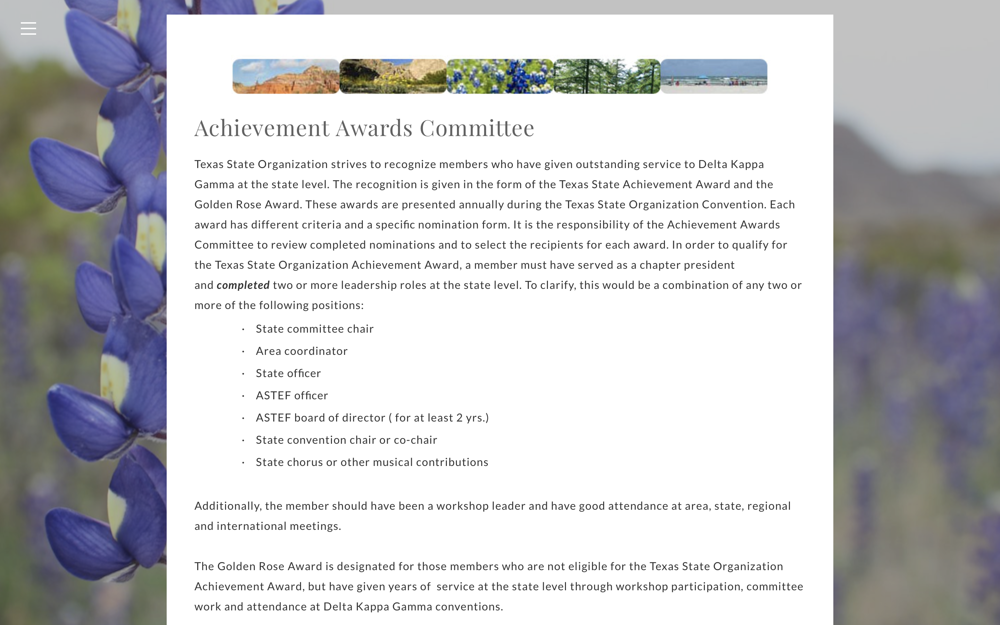 Achievement Awards Committee
Texas State Organization strives to recognize members who have given outstanding service to Delta Kappa
Gamma at the state level. The recognition is given in the form of the Texas State Achievement Award and the
Golden Rose Award. These awards are presented annually during the Texas State Organization Convention. Each
award has different criteria and a specific nomination form. It is the responsibility of the Achievement Awards
Committee to review completed nominations and to select the recipients for each award. In order to qualify for
the Texas State Organization Achievement Award, a member must have served as a chapter president
and completed two or more leadership roles at the state level. To clarify, this would be a combination of any two or
more of the following positions:
· State committee chair
· Area coordinator
· State officer
· ASTEF officer
· ASTEF board of director ( for at least 2 yrs.)
· State convention chair or co-chair
· State chorus or other musical contributions
Additionally, the member should have been a workshop leader and have good attendance at area, state, regional
and international meetings.
The Golden Rose Award is designated for those members who are not eligible for the Texas State Organization
Achievement Award, but have given years of  service at the state level through workshop participation, committee
work and attendance at Delta Kappa Gamma conventions.